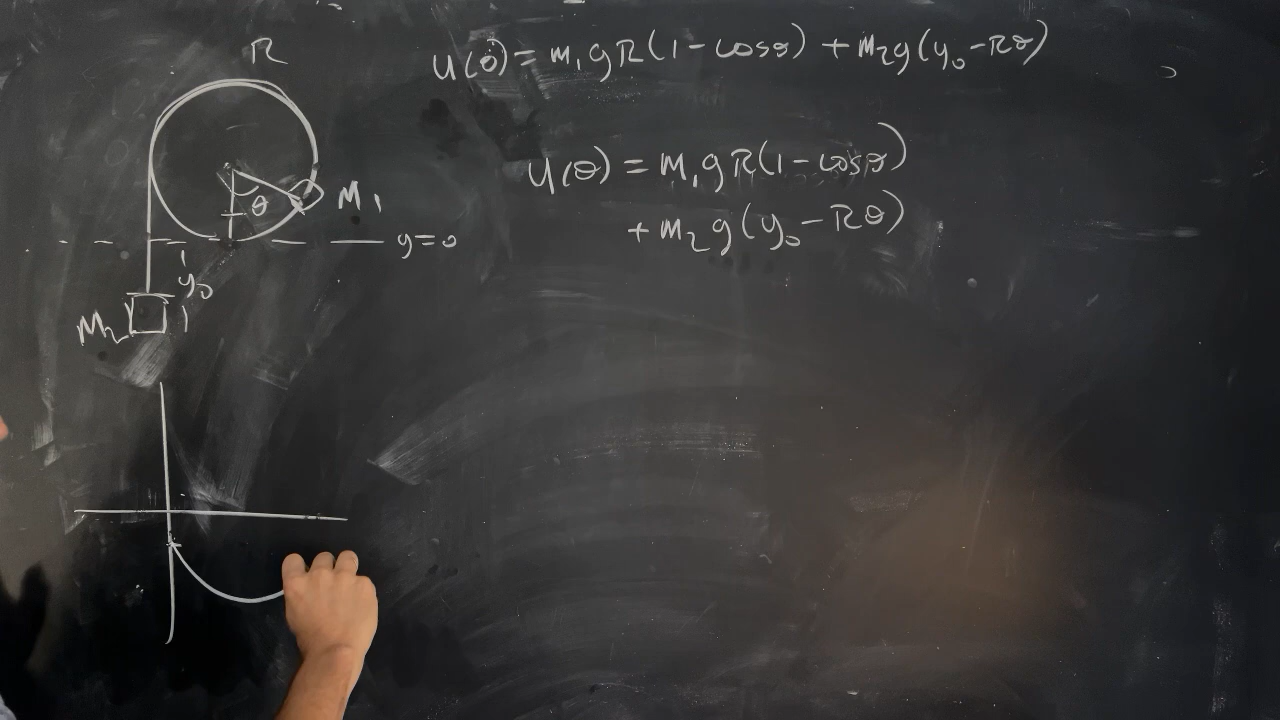 R
U(θ) = m₁gR(1-cosθ) + m₂g(y₀-Rθ)
U(θ) = m₁gR(1-cosθ)
+ m₂g(y₀-Rθ)
θ
M₁
y=0
y₀
M₂